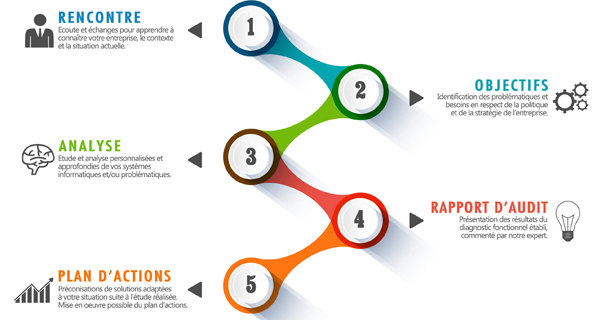 1
RENCONTRE
Ecoute et échanges pour apprendre à
connaître votre entreprise, le contexte
et la situation actuelle.
2
OBJECTIFS
Identification des problématiques et
besoins en respect de la politique
et de la stratégie de l'entreprise.
3
ANALYSE
Etude et analyse personnalisées et
approfondies de vos systèmes
informatiques et/ou problématiques.
4
RAPPORT D'AUDIT
Présentation des résultats du
diagnostic fonctionnel établi,
commenté par notre expert.
5
PLAN D'ACTIONS
Préconisations de solutions adaptées
à votre situation suite à l'étude réalisée.
Mise en oeuvre possible du plan d'actions.